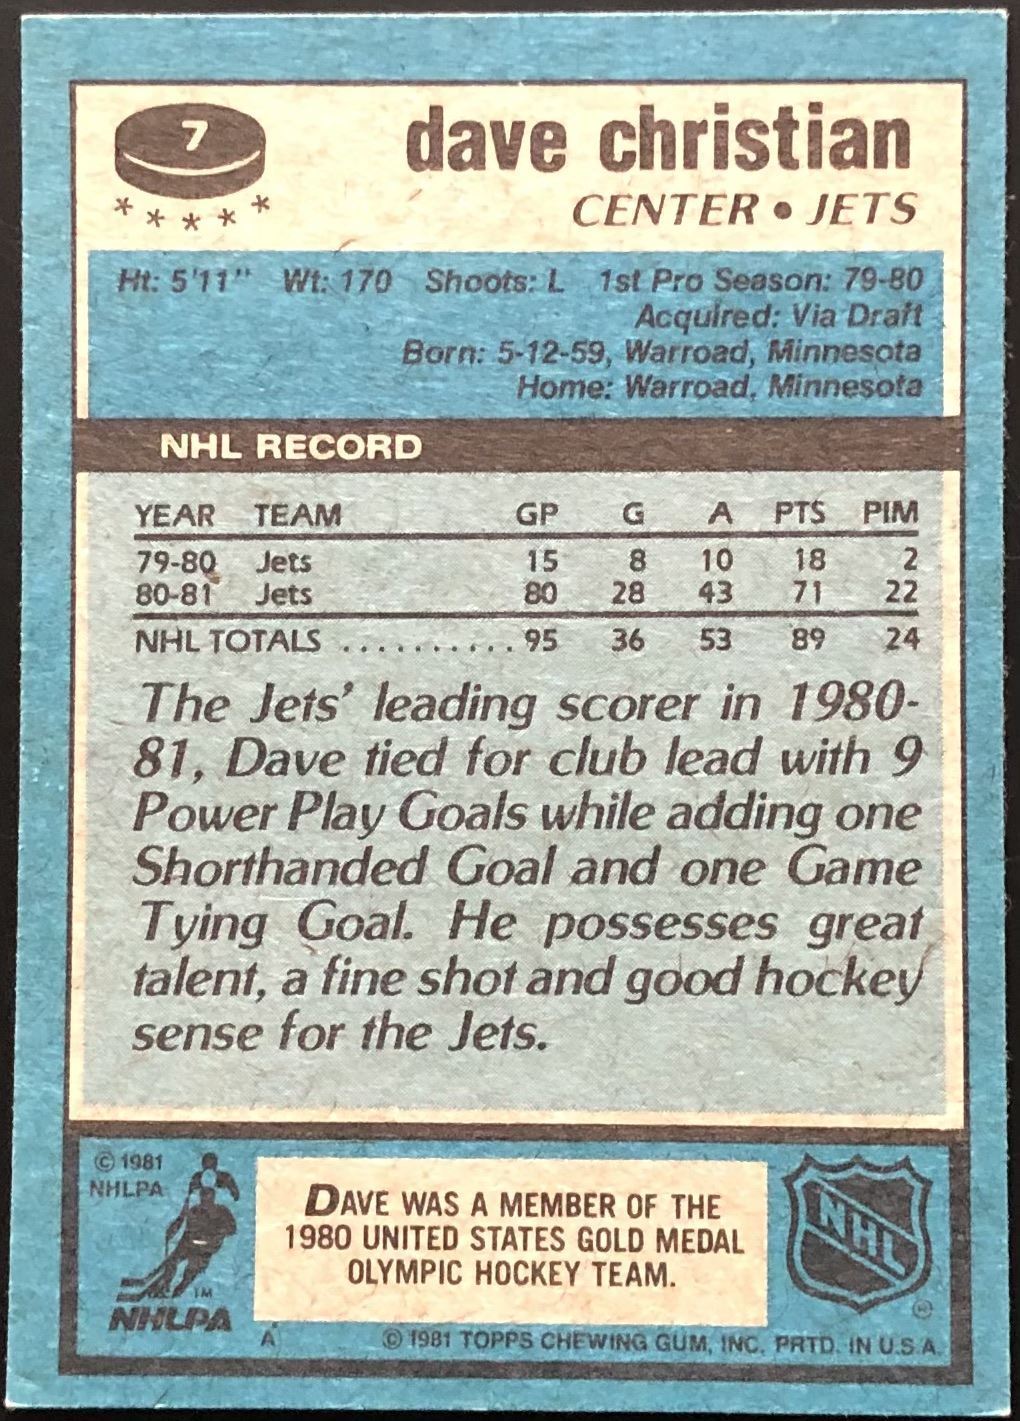 7
dave christian
CENTER • JETS
Ht: 5'11" Wt: 170 Shoots: L 1st Pro Season: 79-80
Acquired: Via Draft
Born: 5-12-59, Warroad, Minnesota
Home: Warroad, Minnesota
NHL RECORD
YEAR TEAM GP G A PTS PIM
79-80 Jets 15 8 10 18 2
80-81 Jets 80 28 43 71 22
NHL TOTALS .......... 95 36 53 89 24
The Jets' leading scorer in 1980-
81, Dave tied for club lead with 9
Power Play Goals while adding one
Shorthanded Goal and one Game
Tying Goal. He possesses great
talent, a fine shot and good hockey
sense for the Jets.
© 1981
NHLPA
TM
NHLPA
DAVE WAS A MEMBER OF THE
1980 UNITED STATES GOLD MEDAL
OLYMPIC HOCKEY TEAM.
NHL
®
A* © 1981 TOPPS CHEWING GUM, INC. PRTD. IN U.S.A.